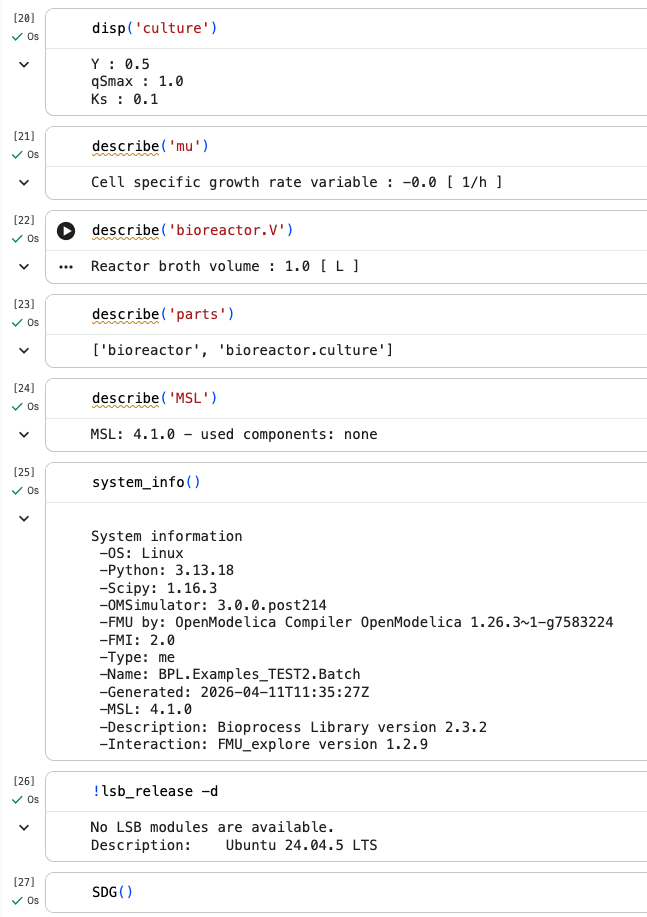 [20]
0s
disp('culture')
Y : 0.5
qSmax : 1.0
Ks : 0.1
[21]
0s
describe('mu')
Cell specific growth rate variable : -0.0 [ 1/h ]
[22]
0s
describe('bioreactor.V')
Reactor broth volume : 1.0 [ L ]
[23]
0s
describe('parts')
['bioreactor', 'bioreactor.culture']
[24]
0s
describe('MSL')
MSL: 4.1.0 - used components: none
[25]
0s
system_info()
System information
-OS: Linux
-Python: 3.13.18
-Scipy: 1.16.3
-OMSimulator: 3.0.0.post214
-FMU by: OpenModelica Compiler OpenModelica 1.26.3~1-g7583224
-FMI: 2.0
-Type: me
-Name: BPL.Examples_TEST2.Batch
-Generated: 2026-04-11T11:35:27Z
-MSL: 4.1.0
-Description: Bioprocess Library version 2.3.2
-Interaction: FMU_explore version 1.2.9
[26]
0s
!lsb_release -d
No LSB modules are available.
Description:    Ubuntu 24.04.5 LTS
[27]
0s
SDG()